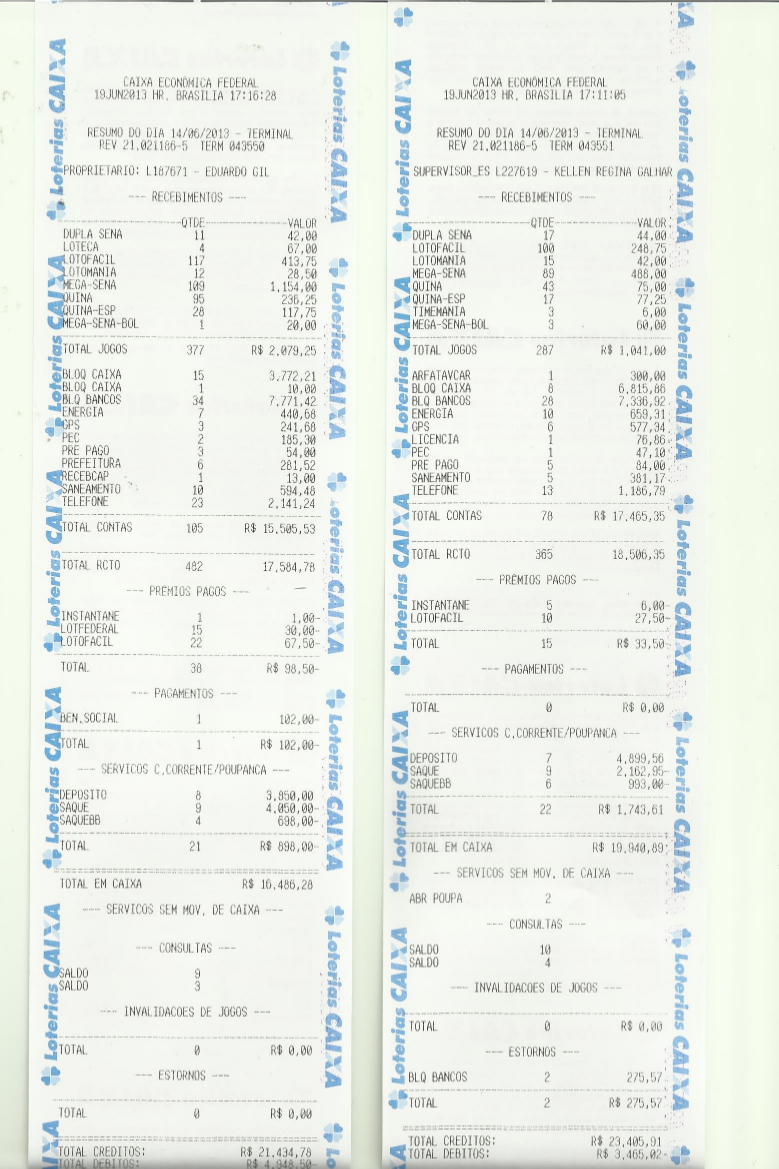 CAIXA ECONÔMICA FEDERAL
19JUN2013 HR. BRASILIA 17:16:28
RESUMO DO DIA 14/06/2013 - TERMINAL
REV 21.021186-5 TERM 043550
PROPRIETARIO: L187671 - EDUARDO GIL
--- RECEBIMENTOS ---
QTDE VALOR
DUPLA SENA 11 42,00
LOTECA 4 67,00
LOTOFACIL 117 413,75
LOTOMANIA 12 28,50
MEGA-SENA 109 1,154,00
QUINA 95 236,25
QUINA-ESP 28 117,75
MEGA-SENA-BOL 1 20,00
TOTAL JOGOS 377 R$ 2,079,25
BLOQ CAIXA 15 3,772,21
BLOQ CAIXA 1 10,00
BLQ BANCOS 34 7,771,42
ENERGIA 7 440,68
GPS 3 241,68
PEC 2 185,30
PRE PAGO 3 54,00
PREFEITURA 6 281,52
RECEBCAP 1 13,00
SANEAMENTO 10 594,48
TELEFONE 23 2,141,24
TOTAL CONTAS 105 R$ 15,505,53
TOTAL RCTO 482 17,584,78
--- PRÊMIOS PAGOS ---
INSTANTANE 1 1,00-
LOTFEDERAL 15 30,00-
LOTOFACIL 22 67,50-
TOTAL 38 R$ 98,50-
--- PAGAMENTOS ---
BEN.SOCIAL 1 102,00-
TOTAL 1 R$ 102,00-
--- SERVICOS C.CORRENTE/POUPANCA ---
DEPOSITO 8 3,850,00
SAQUE 9 4,050,00-
SAQUEBB 4 698,00-
TOTAL 21 R$ 898,00-
TOTAL EM CAIXA R$ 16,486,28
--- SERVICOS SEM MOV. DE CAIXA ---
--- CONSULTAS ---
SALDO 9
SALDO 3
--- INVALIDACOES DE JOGOS ---
TOTAL 0 R$ 0,00
--- ESTORNOS ---
TOTAL 0 R$ 0,00
TOTAL CREDITOS: R$ 21.434,78
TOTAL DEBITOS: R$ 4,948,50-
Loterias CAIXA
CAIXA ECONÔMICA FEDERAL
19JUN2013 HR. BRASILIA 17:11:05
RESUMO DO DIA 14/06/2013 - TERMINAL
REV 21.021186-5 TERM 043551
SUPERVISOR_ES L227619 - KELLEN REGINA GALHAR
--- RECEBIMENTOS ---
QTDE VALOR
DUPLA SENA 17 44,00
LOTOFACIL 100 248,75
LOTOMANIA 15 42,00
MEGA-SENA 89 488,00
QUINA 43 75,00
QUINA-ESP 17 77,25
TIMEMANIA 3 6,00
MEGA-SENA-BOL 3 60,00
TOTAL JOGOS 287 R$ 1,041,00
ARFATAVCAR 1 300,00
BLOQ CAIXA 8 6,815,86
BLQ BANCOS 28 7,336,92
ENERGIA 10 659,31
GPS 6 577,34
LICENCIA 1 76,86
PEC 1 47,10
PRE PAGO 5 84,00
SANEAMENTO 5 381,17
TELEFONE 13 1,186,79
TOTAL CONTAS 78 R$ 17,465,35
TOTAL RCTO 365 18,506,35
--- PRÊMIOS PAGOS ---
INSTANTANE 5 6,00-
LOTOFACIL 10 27,50-
TOTAL 15 R$ 33,50-
--- PAGAMENTOS ---
TOTAL 0 R$ 0,00
--- SERVICOS C.CORRENTE/POUPANCA ---
DEPOSITO 7 4,899,56
SAQUE 9 2,162,95-
SAQUEBB 6 993,00-
TOTAL 22 R$ 1,743,61
TOTAL EM CAIXA R$ 19,940,89
--- SERVICOS SEM MOV. DE CAIXA ---
ABR POUPA 2
--- CONSULTAS ---
SALDO 10
SALDO 4
--- INVALIDACOES DE JOGOS ---
TOTAL 0 R$ 0,00
--- ESTORNOS ---
BLQ BANCOS 2 275,57
TOTAL 2 R$ 275,57
TOTAL CREDITOS: R$ 23,405,91
TOTAL DEBITOS: R$ 3,465,02-
Loterias CAIXA